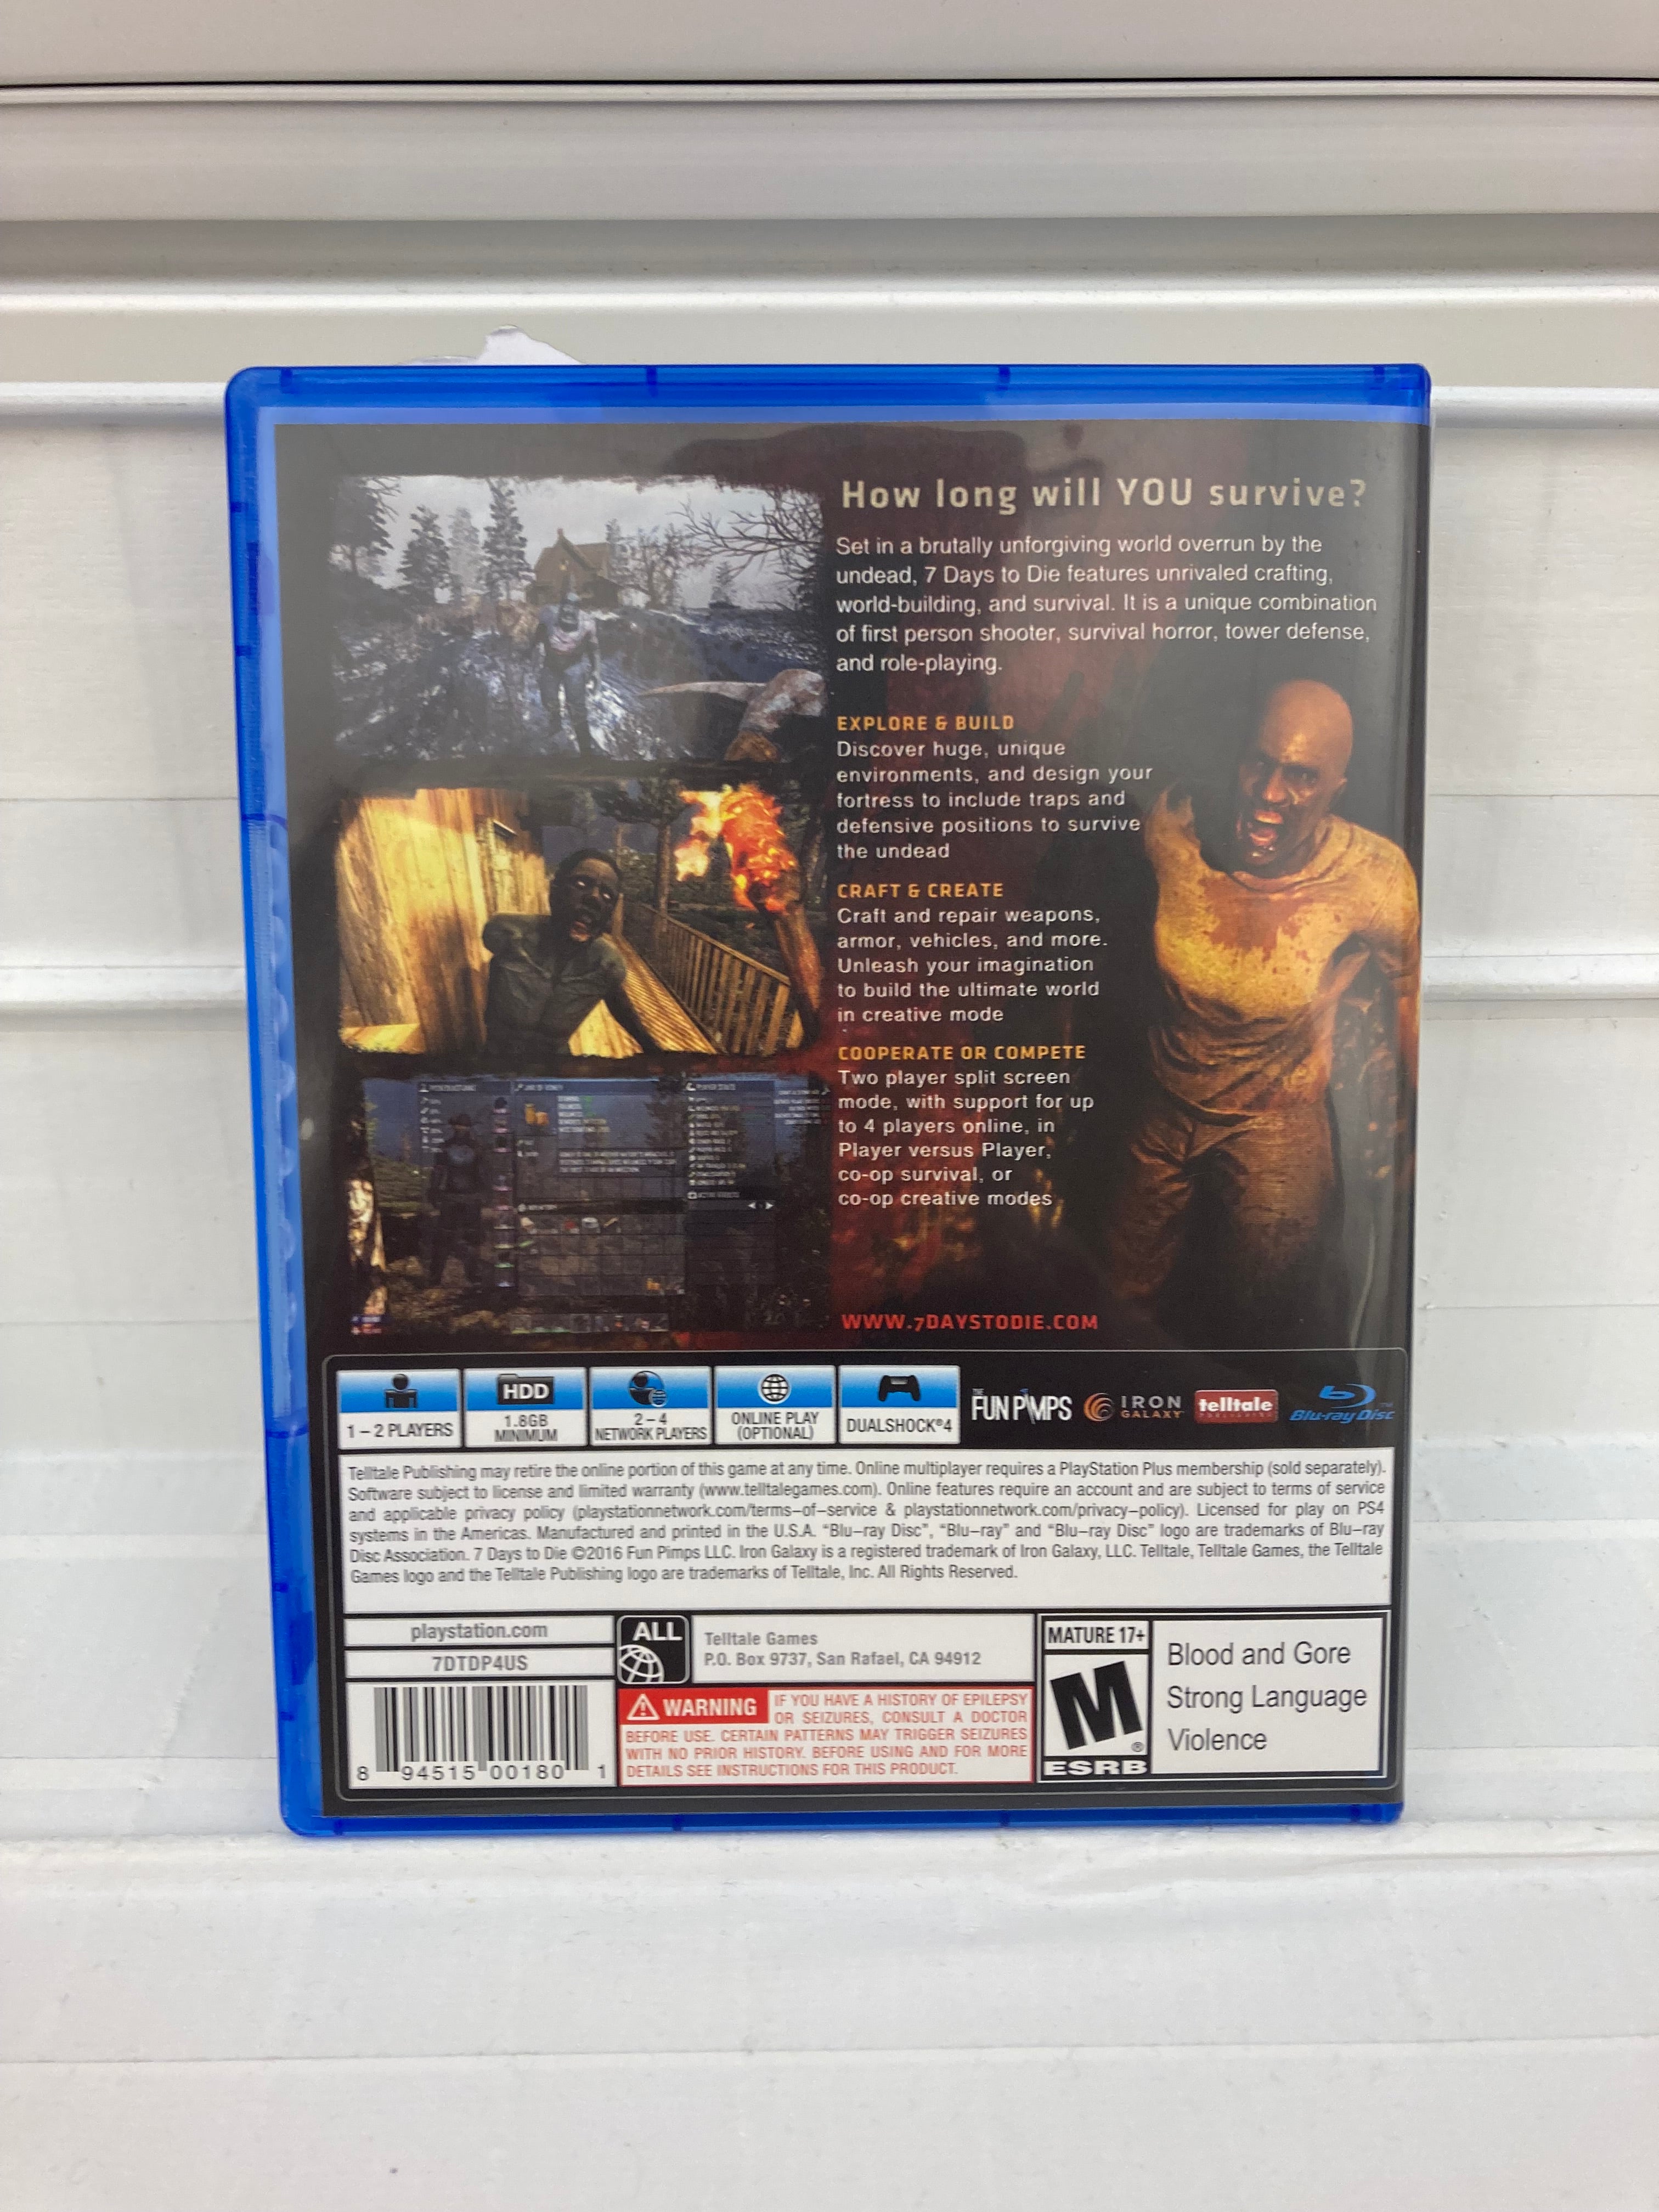 How long will YOU survive?
Set in a brutally unforgiving world overrun by the
undead, 7 Days to Die features unrivaled crafting,
world-building, and survival. It is a unique combination
of first person shooter, survival horror, tower defense,
and role-playing.
EXPLORE & BUILD
Discover huge, unique
environments, and design your
fortress to include traps and
defensive positions to survive
the undead
CRAFT & CREATE
Craft and repair weapons,
armor, vehicles, and more.
Unleash your imagination
to build the ultimate world
in creative mode
COOPERATE OR COMPETE
Two player split screen
mode, with support for up
to 4 players online, in
Player versus Player,
co-op survival, or
co-op creative modes
WWW.7DAYSTODIE.COM
1-2 PLAYERS
HDD
1.8GB
MINIMUM
2-4
NETWORK PLAYERS
ONLINE PLAY
(OPTIONAL)
DUALSHOCK®4
THE FUN PIMPS
IRON
GALAXY
telltale
PUBLISHING
Blu-ray Disc™
Telltale Publishing may retire the online portion of this game at any time. Online multiplayer requires a PlayStation Plus membership (sold separately).
Software subject to license and limited warranty (www.telltalegames.com). Online features require an account and are subject to terms of service
and applicable privacy policy (playstationnetwork.com/terms-of-service & playstationnetwork.com/privacy-policy). Licensed for play on PS4
systems in the Americas. Manufactured and printed in the U.S.A. "Blu-ray Disc", "Blu-ray" and "Blu-ray Disc" logo are trademarks of Blu-ray
Disc Association. 7 Days to Die ©2016 Fun Pimps LLC. Iron Galaxy is a registered trademark of Iron Galaxy, LLC. Telltale, Telltale Games, the Telltale
Games logo and the Telltale Publishing logo are trademarks of Telltale, Inc. All Rights Reserved.
playstation.com
7DTDP4US
8 94515 00180 1
ALL
Telltale Games
P.O. Box 9737, San Rafael, CA 94912
WARNING IF YOU HAVE A HISTORY OF EPILEPSY
OR SEIZURES, CONSULT A DOCTOR
BEFORE USE. CERTAIN PATTERNS MAY TRIGGER SEIZURES
WITH NO PRIOR HISTORY. BEFORE USING AND FOR MORE
DETAILS SEE INSTRUCTIONS FOR THIS PRODUCT.
MATURE 17+
M®
ESRB
Blood and Gore
Strong Language
Violence